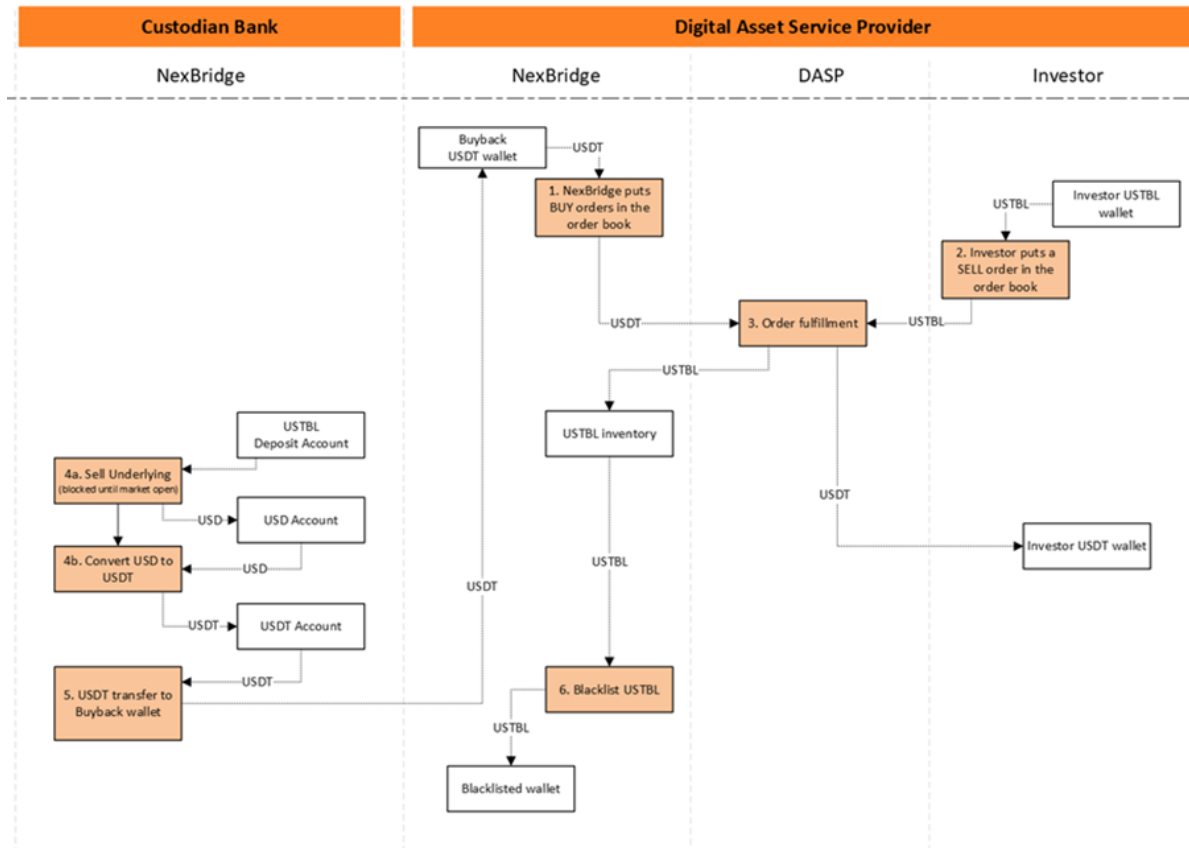 Custodian Bank
Digital Asset Service Provider
NexBridge
NexBridge
DASP
Investor
Buyback
USDT wallet
USDT
1. NexBridge puts
BUY orders in the
order book
Investor USTBL
wallet
USTBL
2. Investor puts a
SELL order in the
order book
USDT
3. Order fulfillment
USTBL
USTBL
USTBL
Deposit Account
USTBL inventory
4a. Sell Underlying
(blocked until market open)
USDT
USD
USD Account
Investor USDT wallet
4b. Convert USD to
USDT
USD
USTBL
USDT
USDT
USDT Account
USDT
5. USDT transfer to
Buyback wallet
6. Blacklist USTBL
USTBL
Blacklisted wallet